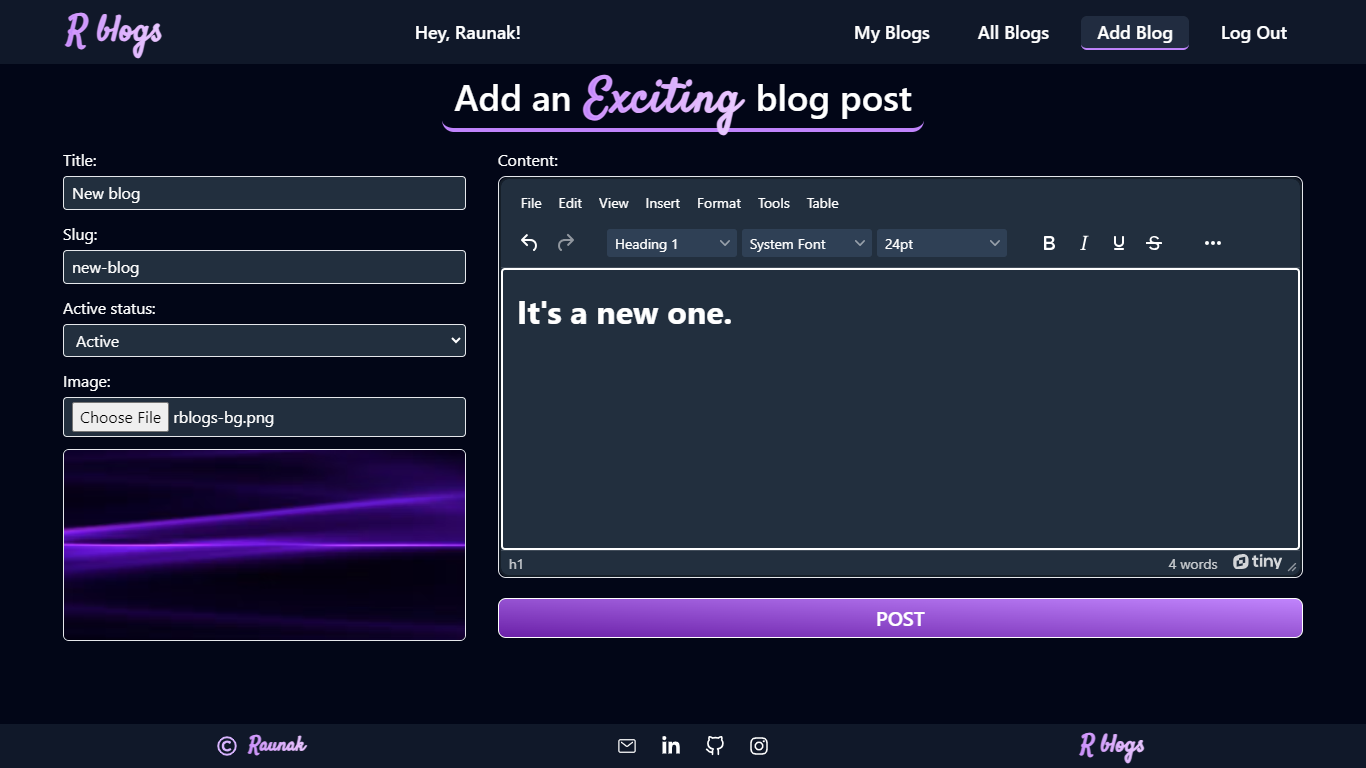 R blogs
Hey, Raunak!
My Blogs
All Blogs
Add Blog
Log Out
Add an Exciting blog post
Title:
New blog
Slug:
new-blog
Active status:
Active
Image:
Choose File rblogs-bg.png
Content:
File Edit View Insert Format Tools Table
Heading 1 System Font 24pt B I U S ...
It's a new one.
h1 4 words tiny
POST
© Raunak
in
R blogs